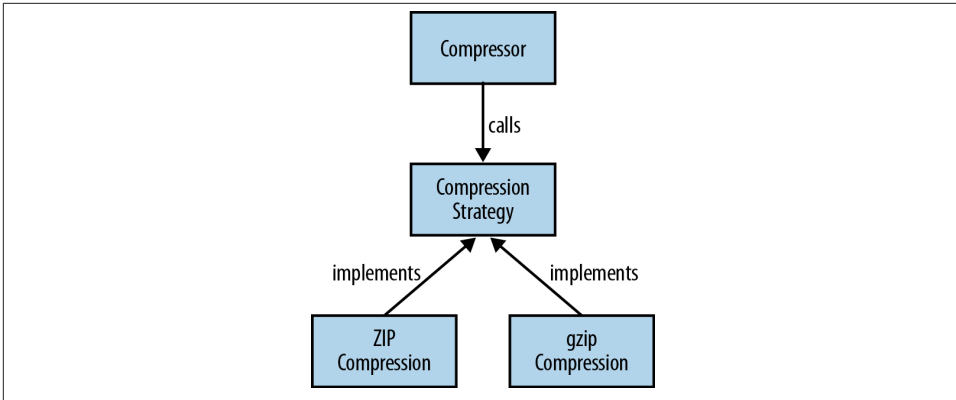 Compressor
calls
Compression
Strategy
implements
implements
ZIP
Compression
gzip
Compression